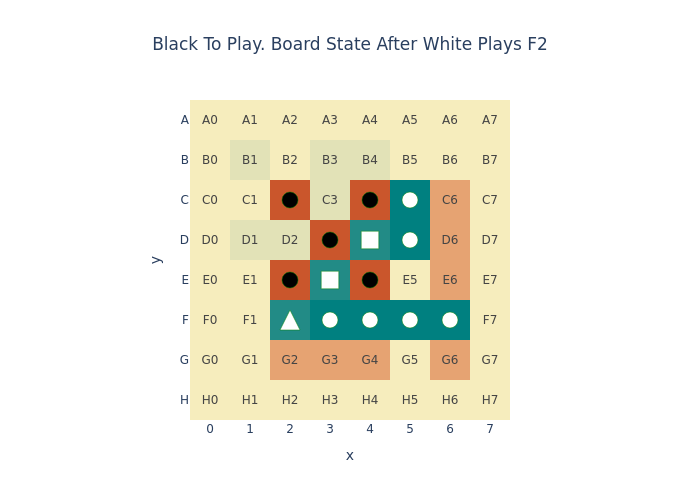 Black To Play. Board State After White Plays F2
A A0 A1 A2 A3 A4 A5 A6 A7
B B0 B1 B2 B3 B4 B5 B6 B7
C C0 C1 C3 C6 C7
D D0 D1 D2 D6 D7
y
E E0 E1 E5 E6 E7
F F0 F1 F7
G G0 G1 G2 G3 G4 G5 G6 G7
H H0 H1 H2 H3 H4 H5 H6 H7
0 1 2 3 4 5 6 7
x